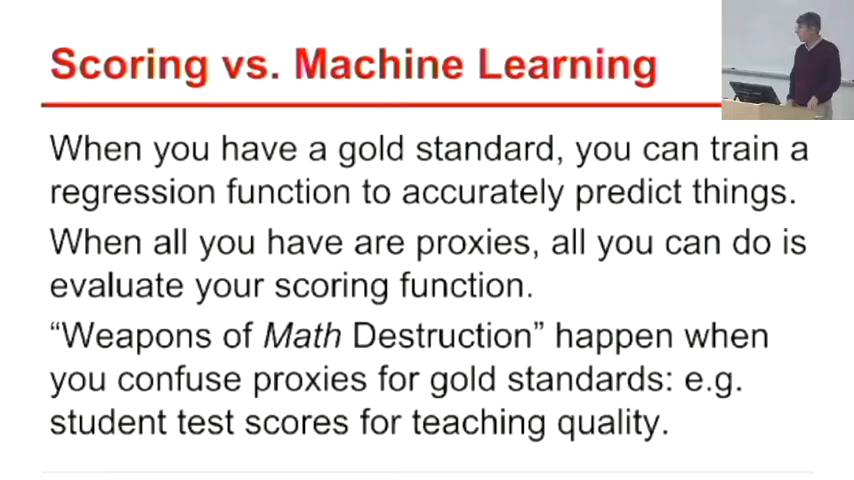 Scoring vs. Machine Learning
When you have a gold standard, you can train a
regression function to accurately predict things.
When all you have are proxies, all you can do is
evaluate your scoring function.
“Weapons of Math Destruction” happen when
you confuse proxies for gold standards: e.g.
student test scores for teaching quality.